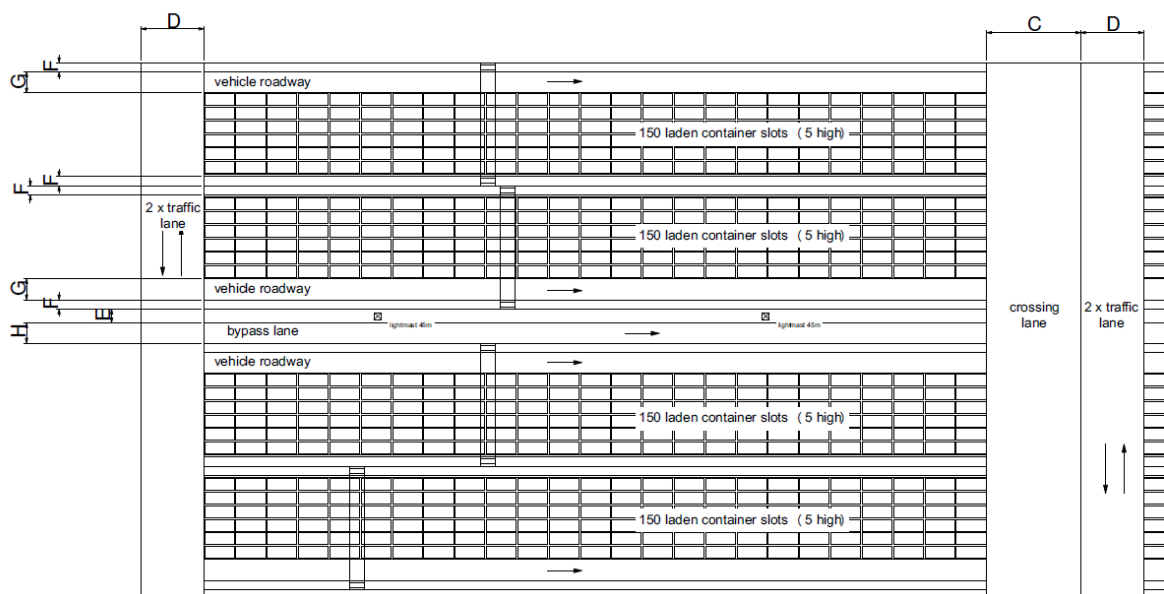 D
C
D
F
G
vehicle roadway
150 laden container slots ( 5 high)
F
F
2 x traffic
lane
150 laden container slots ( 5 high)
G
vehicle roadway
F
E
crossing
lane
2 x traffic
lane
lightmast 45m
lightmast 45m
H
bypass lane
vehicle roadway
150 laden container slots ( 5 high)
150 laden container slots ( 5 high)